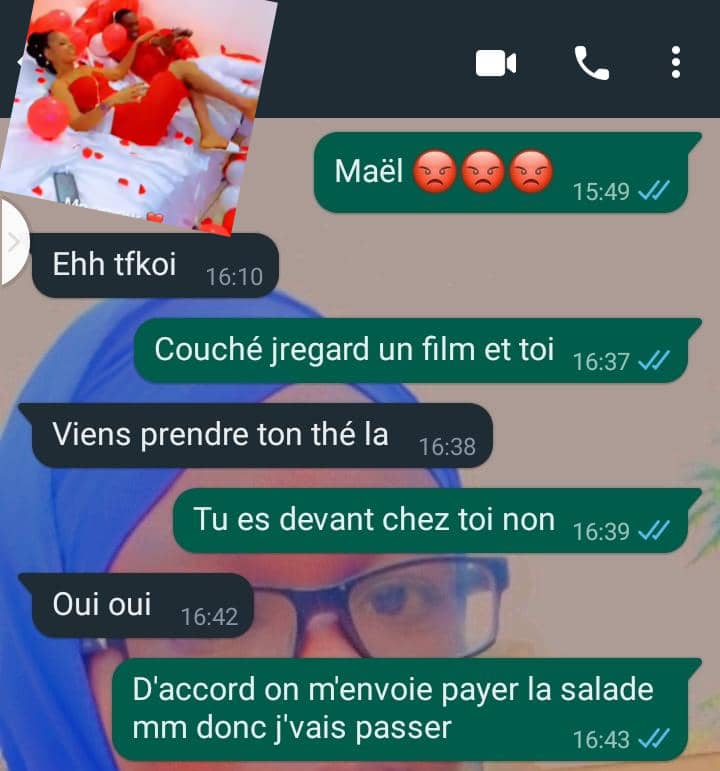 Maël 😡😡😡 15:49
Ehh tfkoi 16:10
Couché jregard un film et toi 16:37
Viens prendre ton thé la 16:38
Tu es devant chez toi non 16:39
Oui oui 16:42
D'accord on m'envoie payer la salade
mm donc j'vais passer 16:43